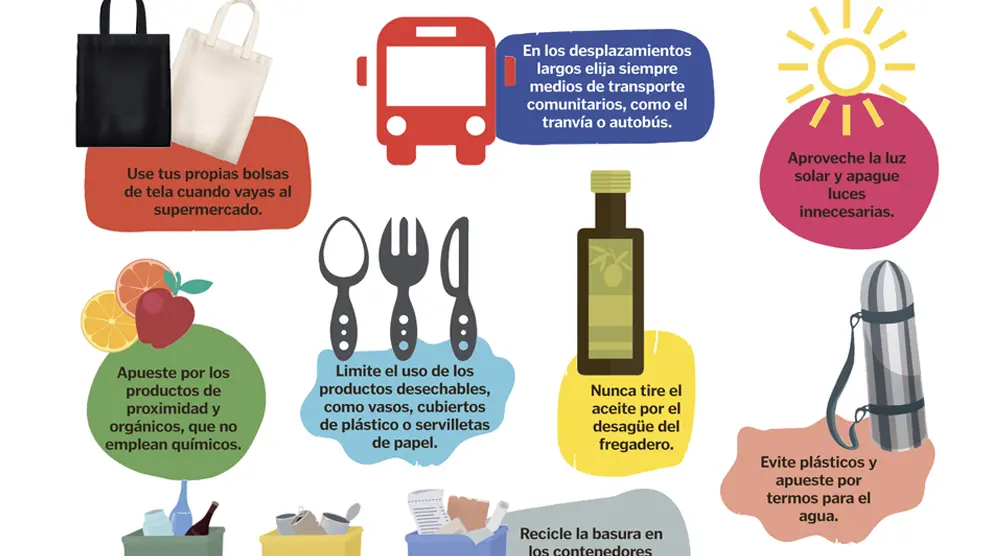 En los desplazamientos
largos elija siempre
medios de transporte
comunitarios, como el
tranvía o autobús.
Use tus propias bolsas
de tela cuando vayas al
supermercado.
Aproveche la luz
solar y apague
luces
innecesarias.
Apueste por los
productos de
proximidad y
orgánicos, que no
emplean químicos.
Limite el uso de los
productos desechables,
como vasos, cubiertos
de plástico o servilletas
de papel.
Nunca tire el
aceite por el
desagüe del
fregadero.
Evite plásticos y
apueste por
termos para el
agua.
Recicle la basura en
los contenedores